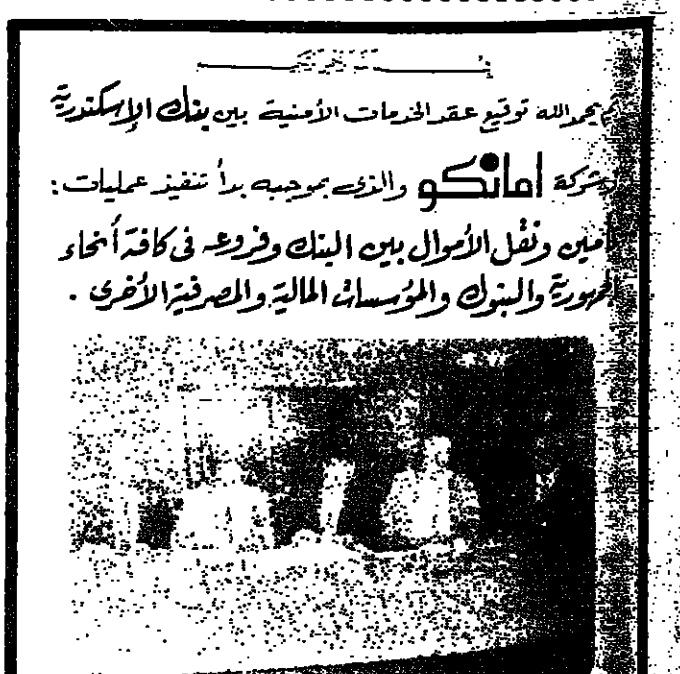 تم بحمد الله توقيع عقد الخدمات الأمنية بين بنك الإسكندرية
وشركة امانكو والذى بموجبه بدأ تنفيذ عمليات :
تأمين ونقل الأموال بين البنك وفروعه فى كافة أنحاء
الجمهورية والبنوك والمؤسسات المالية والمصرفية الأخرى .